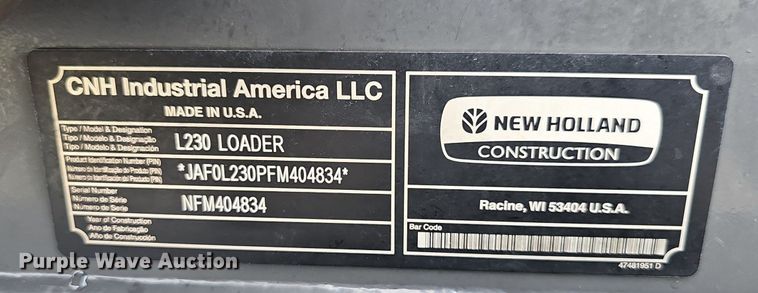 CNH Industrial America LLC
MADE IN U.S.A.
Type / Model & Designation
Tipo / Modelo & Designação
Tipo / Modelo & Designación
L230 LOADER
Product Identification Number (PIN)
Número de Identificação do Produto (PIN)
Número de Identificación del Producto (PIN)
*JAF0L230PFM404834*
Serial Number
Número de Série
Número de Serie
NFM404834
Year of Construction
Ano de Fabricação
Año de Construcción
NEW HOLLAND
CONSTRUCTION
Racine, WI 53404 U.S.A.
Bar Code
47481951 D
Purple Wave Auction